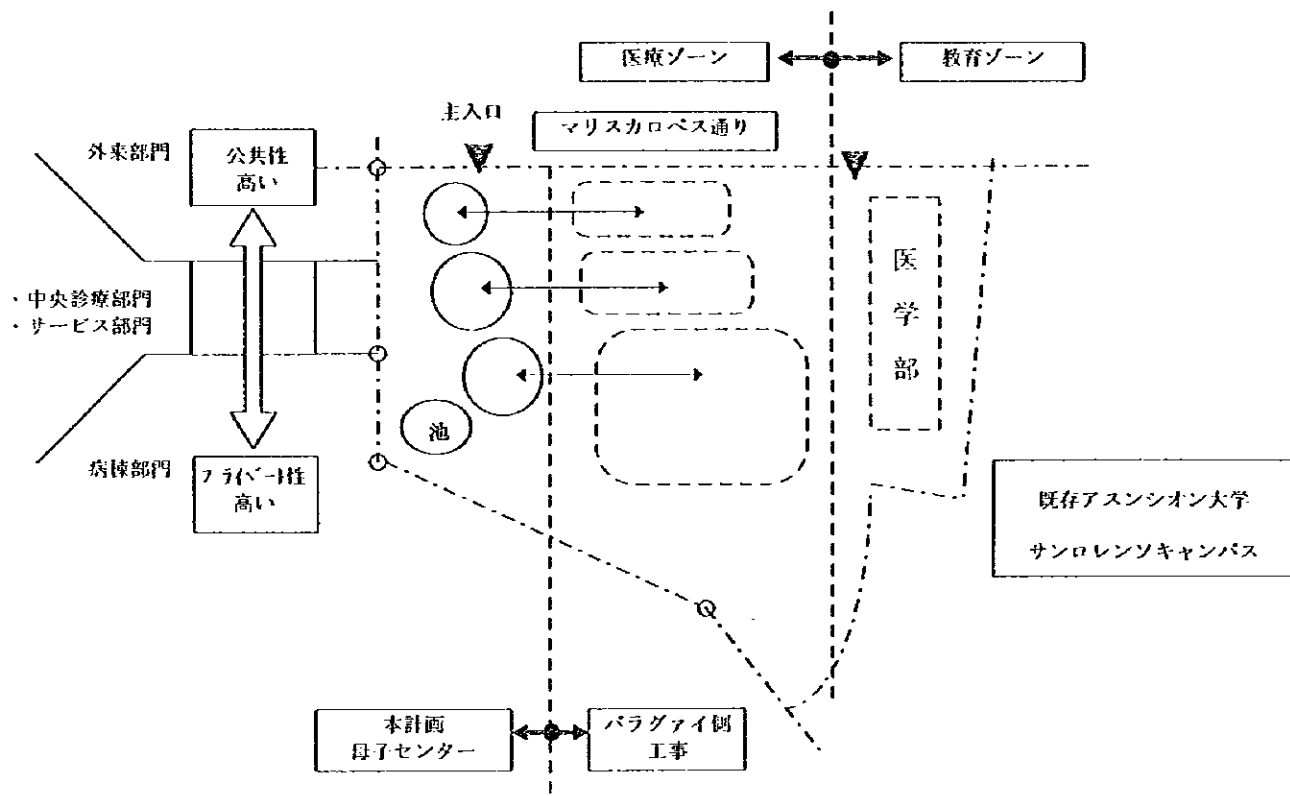 医療ゾーン
教育ゾーン
主入口
マリスカロペス通り
外来部門
公共性
高い
・中央診療部門
・サービス部門
医
学
部
池
病棟部門
プライベート性
高い
既存アスンシオン大学
サンロレンソキャンパス
本計画
母子センター
パラグァイ側
工事